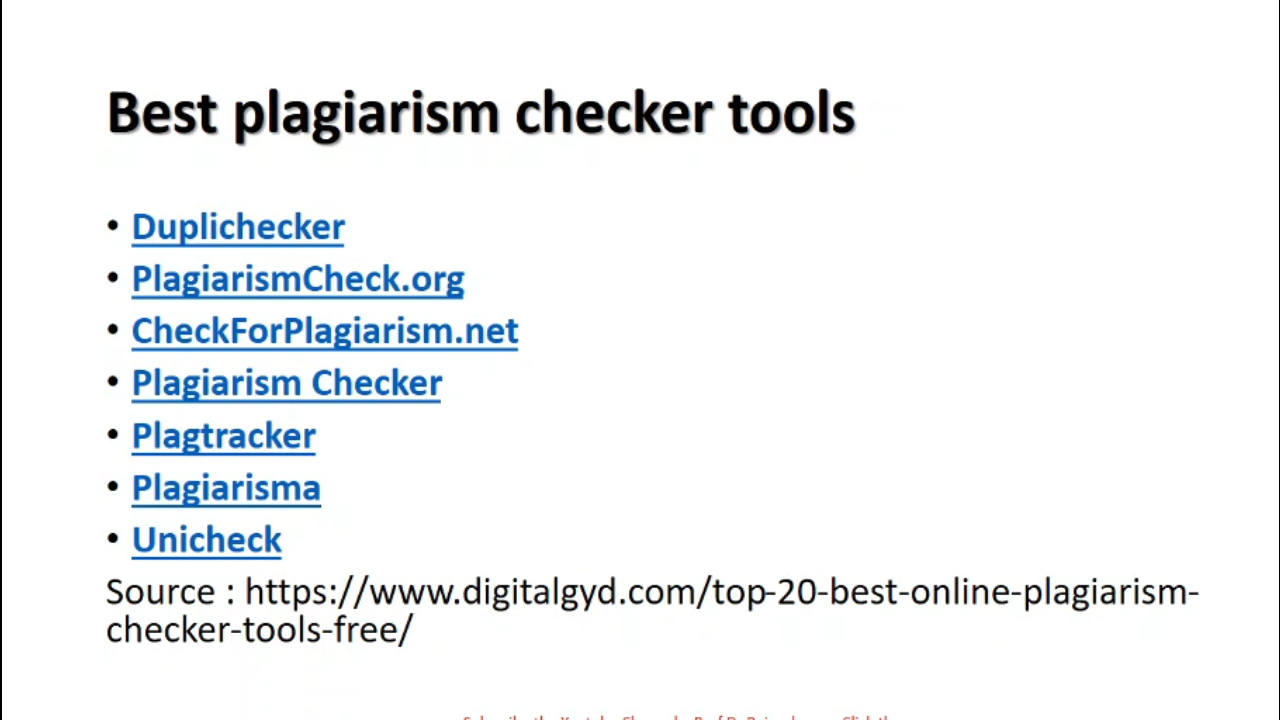 Best plagiarism checker tools
• Duplichecker
• PlagiarismCheck.org
• CheckForPlagiarism.net
• Plagiarism Checker
• Plagtracker
• Plagiarisma
• Unicheck
Source : https://www.digitalgyd.com/top-20-best-online-plagiarism-
checker-tools-free/